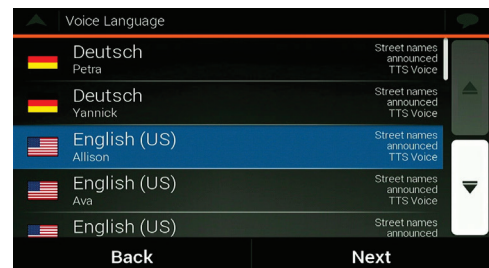 Voice Language
Deutsch
Petra
Street names
announced
TTS Voice
Deutsch
Yannick
Street names
announced
TTS Voice
English (US)
Allison
Street names
announced
TTS Voice
English (US)
Ava
Street names
announced
TTS Voice
English (US)
Street names
announced
Back
Next